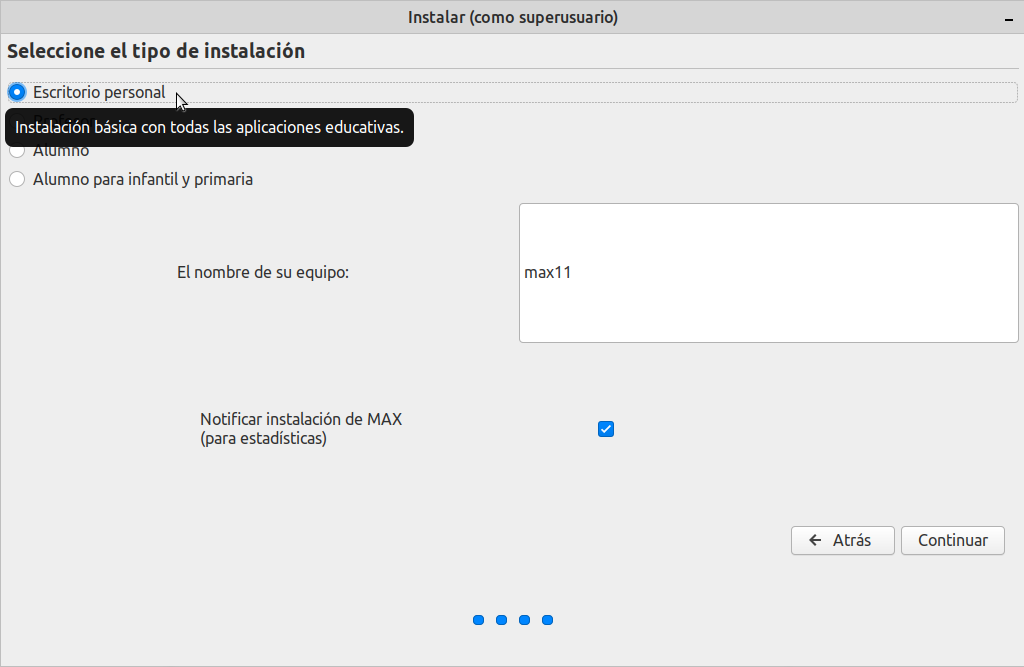 Instalar (como superusuario)
Seleccione el tipo de instalación
Escritorio personal
Instalación básica con todas las aplicaciones educativas.
Alumno
Alumno para infantil y primaria
El nombre de su equipo:
max11
Notificar instalación de MAX
(para estadísticas)
Atrás
Continuar